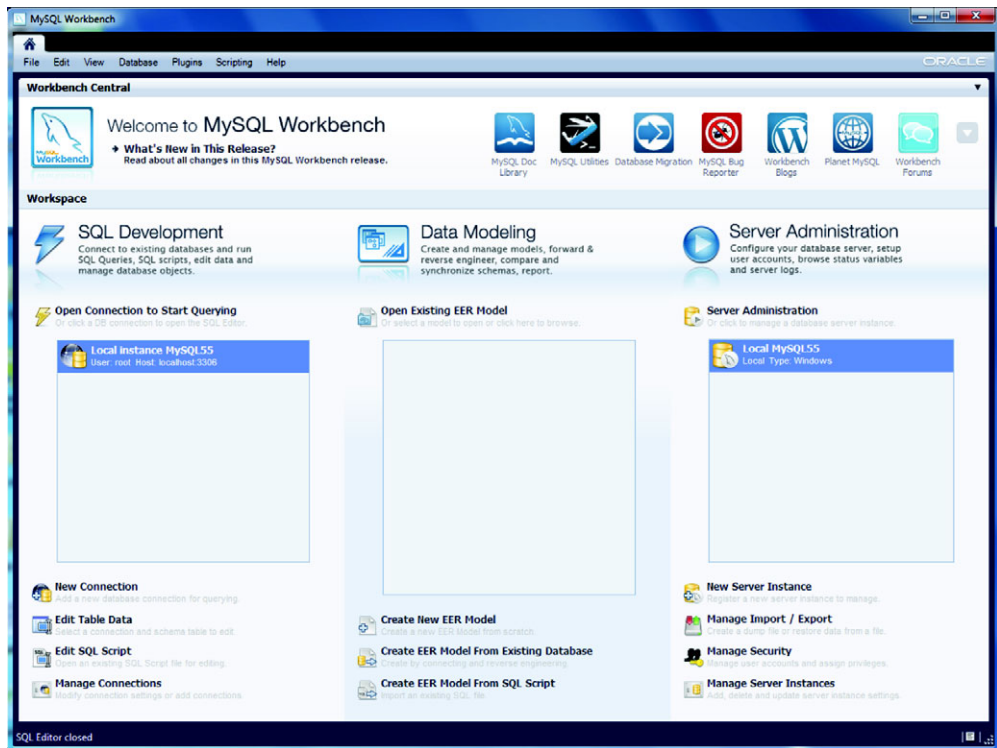 MySQL Workbench
File Edit View Database Plugins Scripting Help
ORACLE
Workbench Central
MySQL
Workbench
Welcome to MySQL Workbench
What's New in This Release?
Read about all changes in this MySQL Workbench release.
MySQL Doc
Library
MySQL Utilities
Database Migration
MySQL Bug
Reporter
Workbench
Blogs
Planet MySQL
Workbench
Forums
Workspace
SQL Development
Connect to existing databases and run
SQL Queries, SQL scripts, edit data and
manage database objects.
Open Connection to Start Querying
Or click a DB connection to open the SQL Editor.
Local instance MySQL55
User: root Host: localhost:3306
New Connection
Add a new database connection for querying.
Edit Table Data
Select a connection and schema table to edit.
Edit SQL Script
Open an existing SQL Script file for editing.
Manage Connections
Modify connection settings or add connections.
Data Modeling
Create and manage models, forward &
reverse engineer, compare and
synchronize schemas, report.
Open Existing EER Model
Or select a model to open or click here to browse.
Create New EER Model
Create a new EER Model from scratch.
Create EER Model From Existing Database
Create by connecting and reverse engineering.
Create EER Model From SQL Script
Import an existing SQL file.
Server Administration
Configure your database server, setup
user accounts, browse status variables
and server logs.
Server Administration
Or click to manage a database server instance.
Local MySQL55
Local Type: Windows
New Server Instance
Register a new server instance to manage.
Manage Import / Export
Create a dump file or restore data from a file.
Manage Security
Manage user accounts and assign privileges.
Manage Server Instances
Add, delete and update server instance settings.
SQL Editor closed